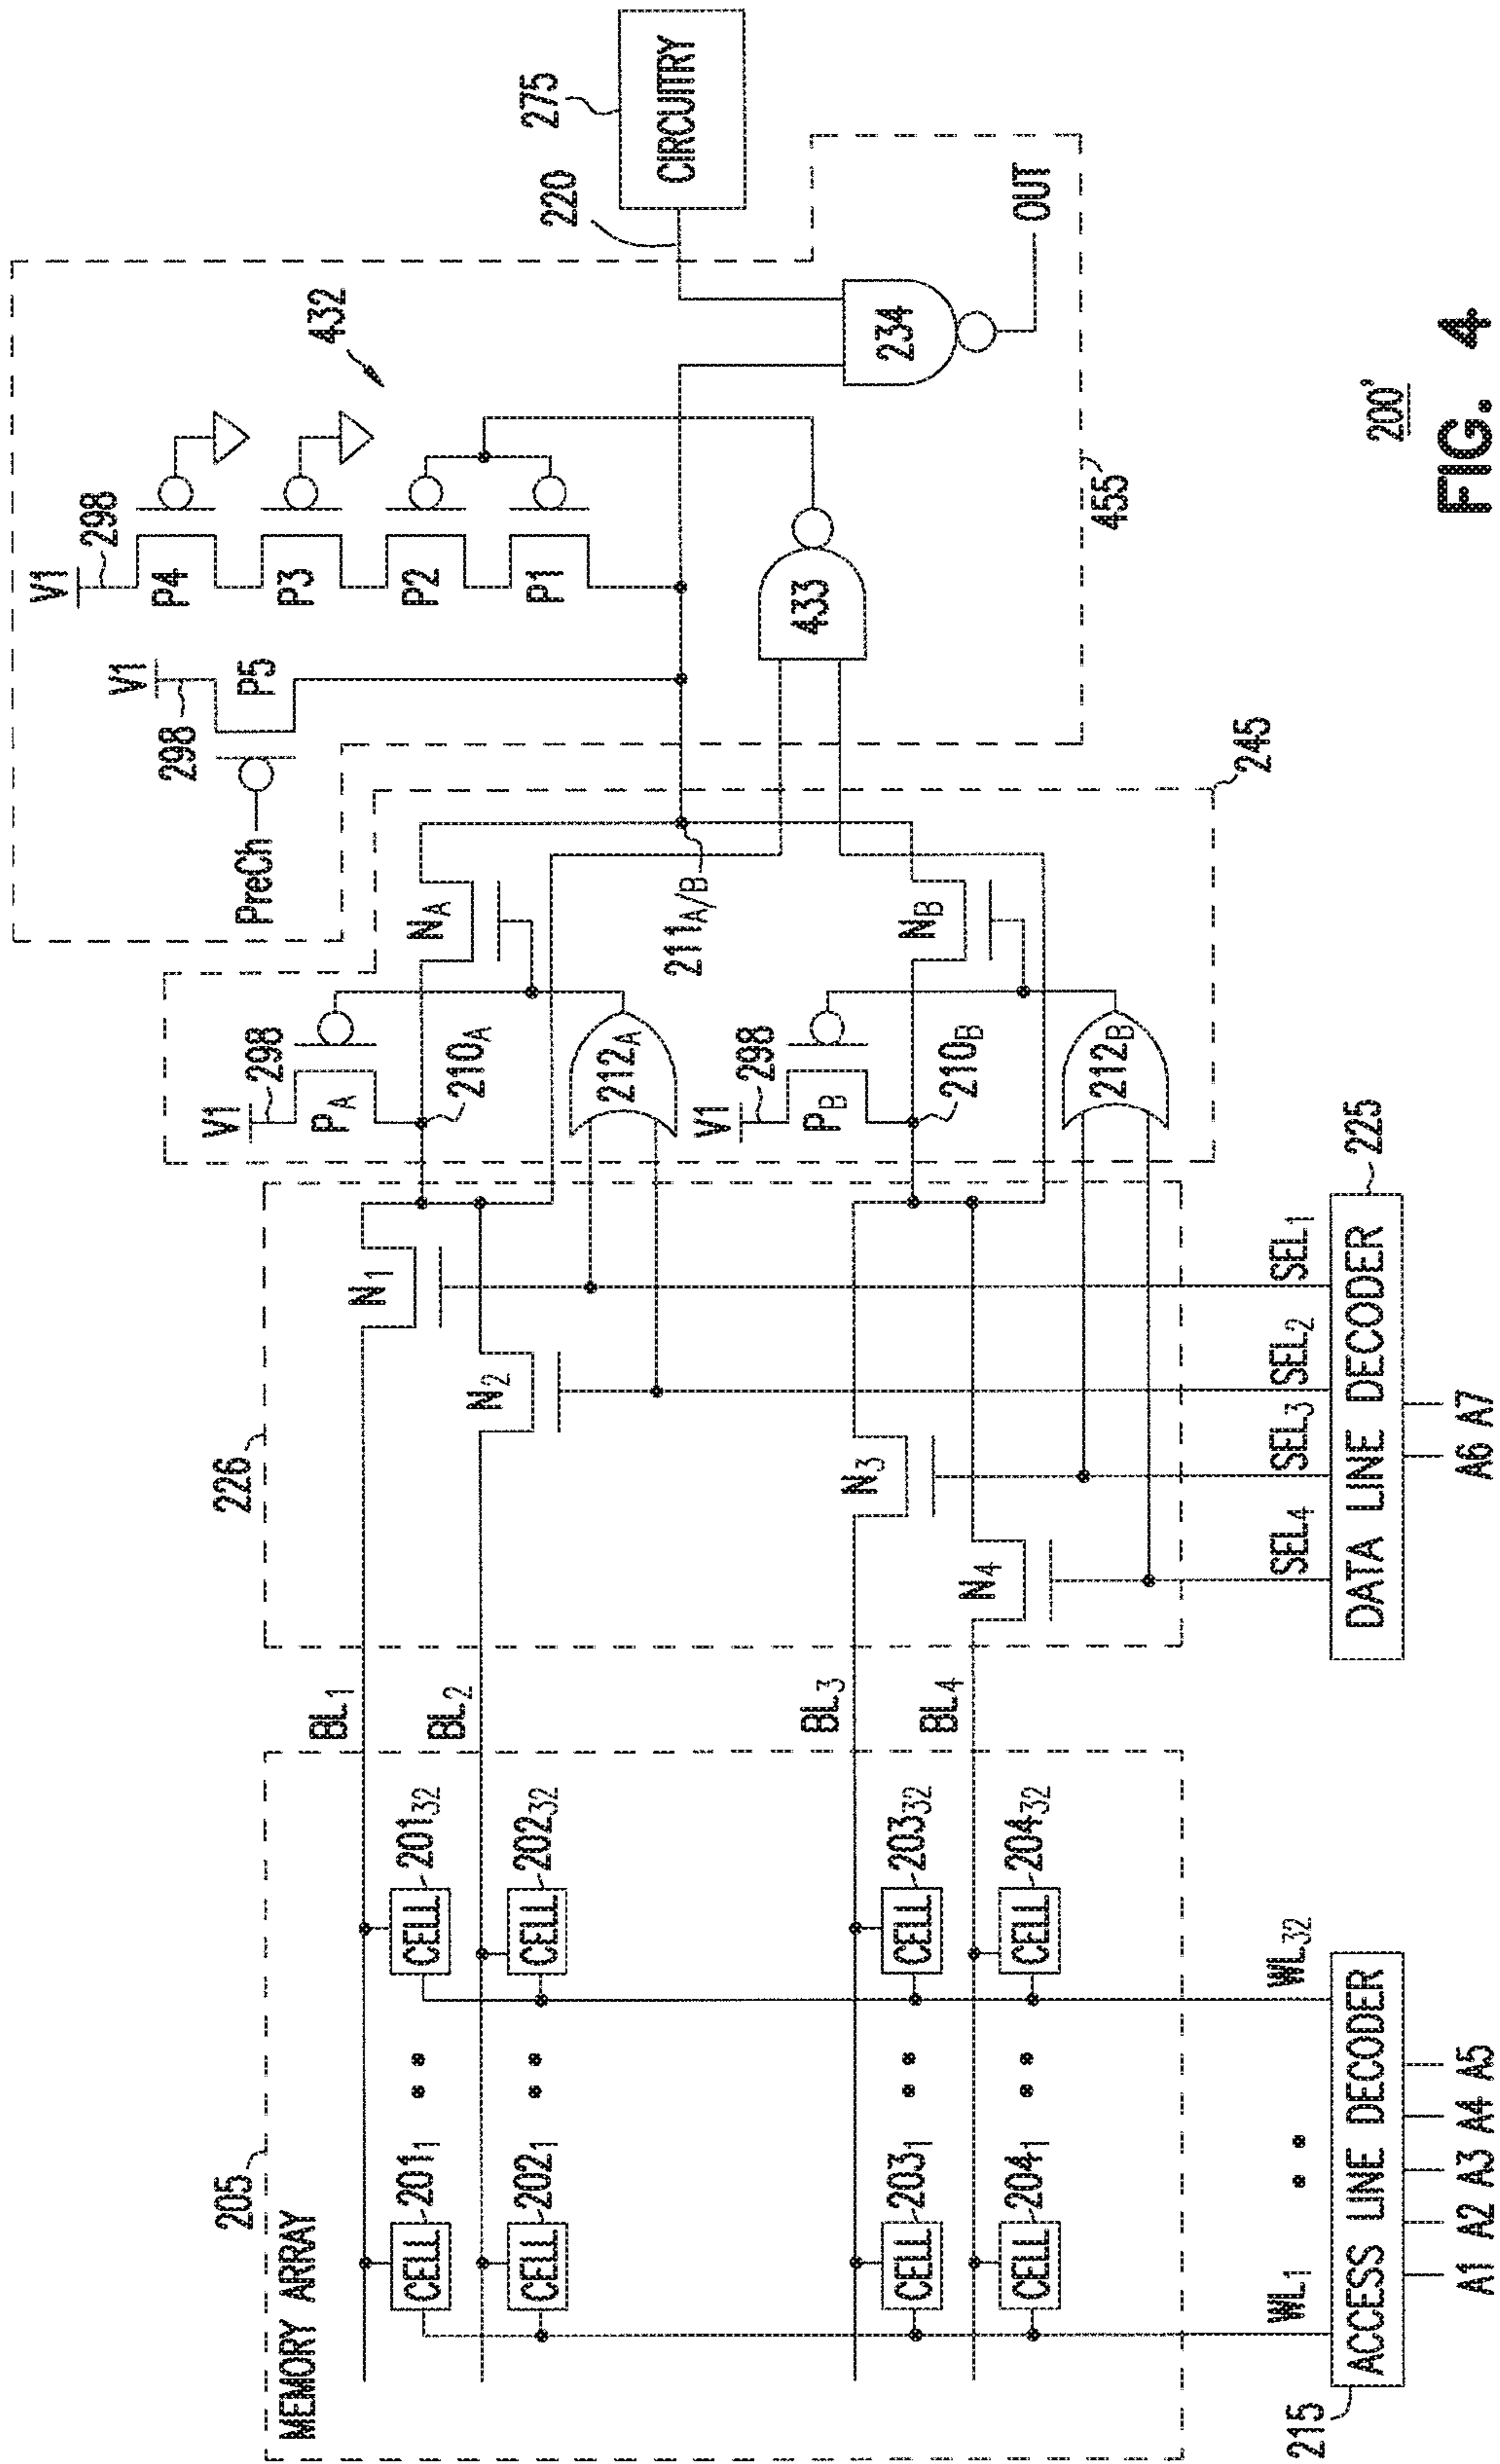 V1
298
P4
P3
P2
P1
432
V1
298
P5
PreCh
275
CIRCUITRY
220
234
OUT
433
455
245
V1
298
PA
210A
NA
212A
211A/B
V1
298
PB
210B
NB
212B
226
N1
N2
N3
N4
BL1
BL2
BL3
BL4
SEL4 SEL3 SEL2 SEL1
DATA LINE DECODER
225
A6 A7
205
MEMORY ARRAY
CELL 2011
CELL 20132
CELL 2021
CELL 20232
CELL 2031
CELL 20332
CELL 2041
CELL 20432
WL1
WL32
215
ACCESS LINE DECODER
A1 A2 A3 A4 A5
200'
FIG. 4